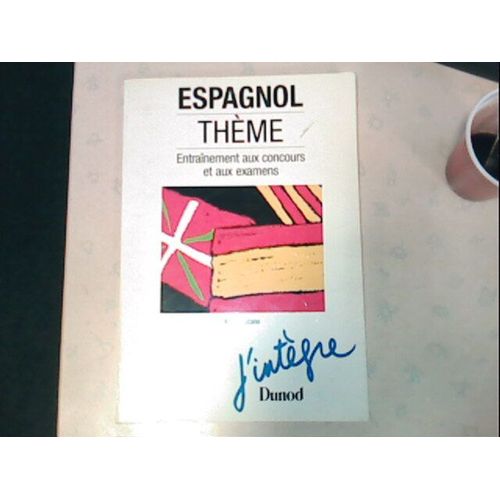 ESPAGNOL
THÈME
Entraînement aux concours
et aux examens
j'intègre
Dunod